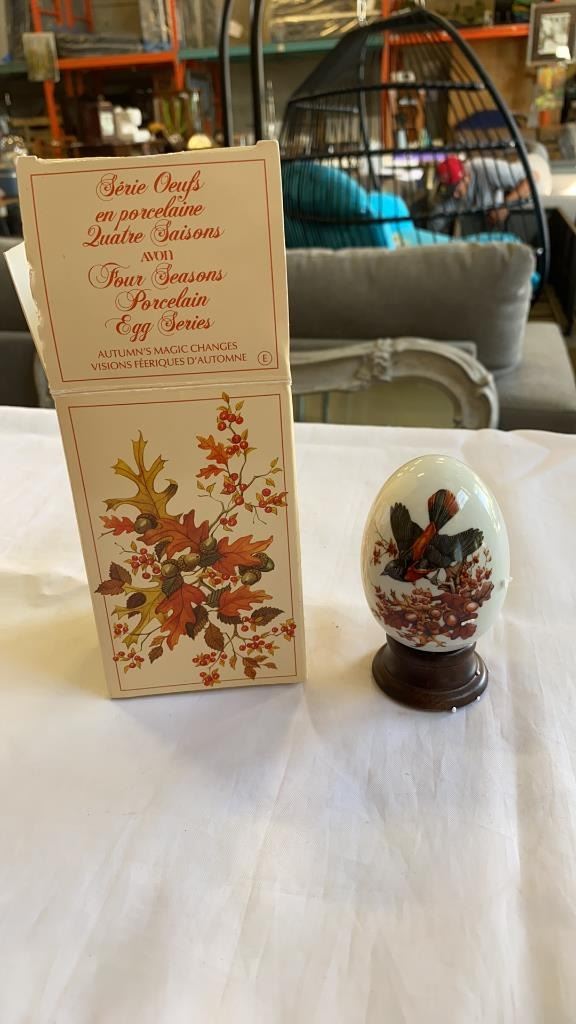 Série Oeufs
en porcelaine
Quatre Saisons
AVON
Four Seasons
Porcelain
Egg Series
AUTUMN'S MAGIC CHANGES
VISIONS FÉERIQUES D'AUTOMNE
E